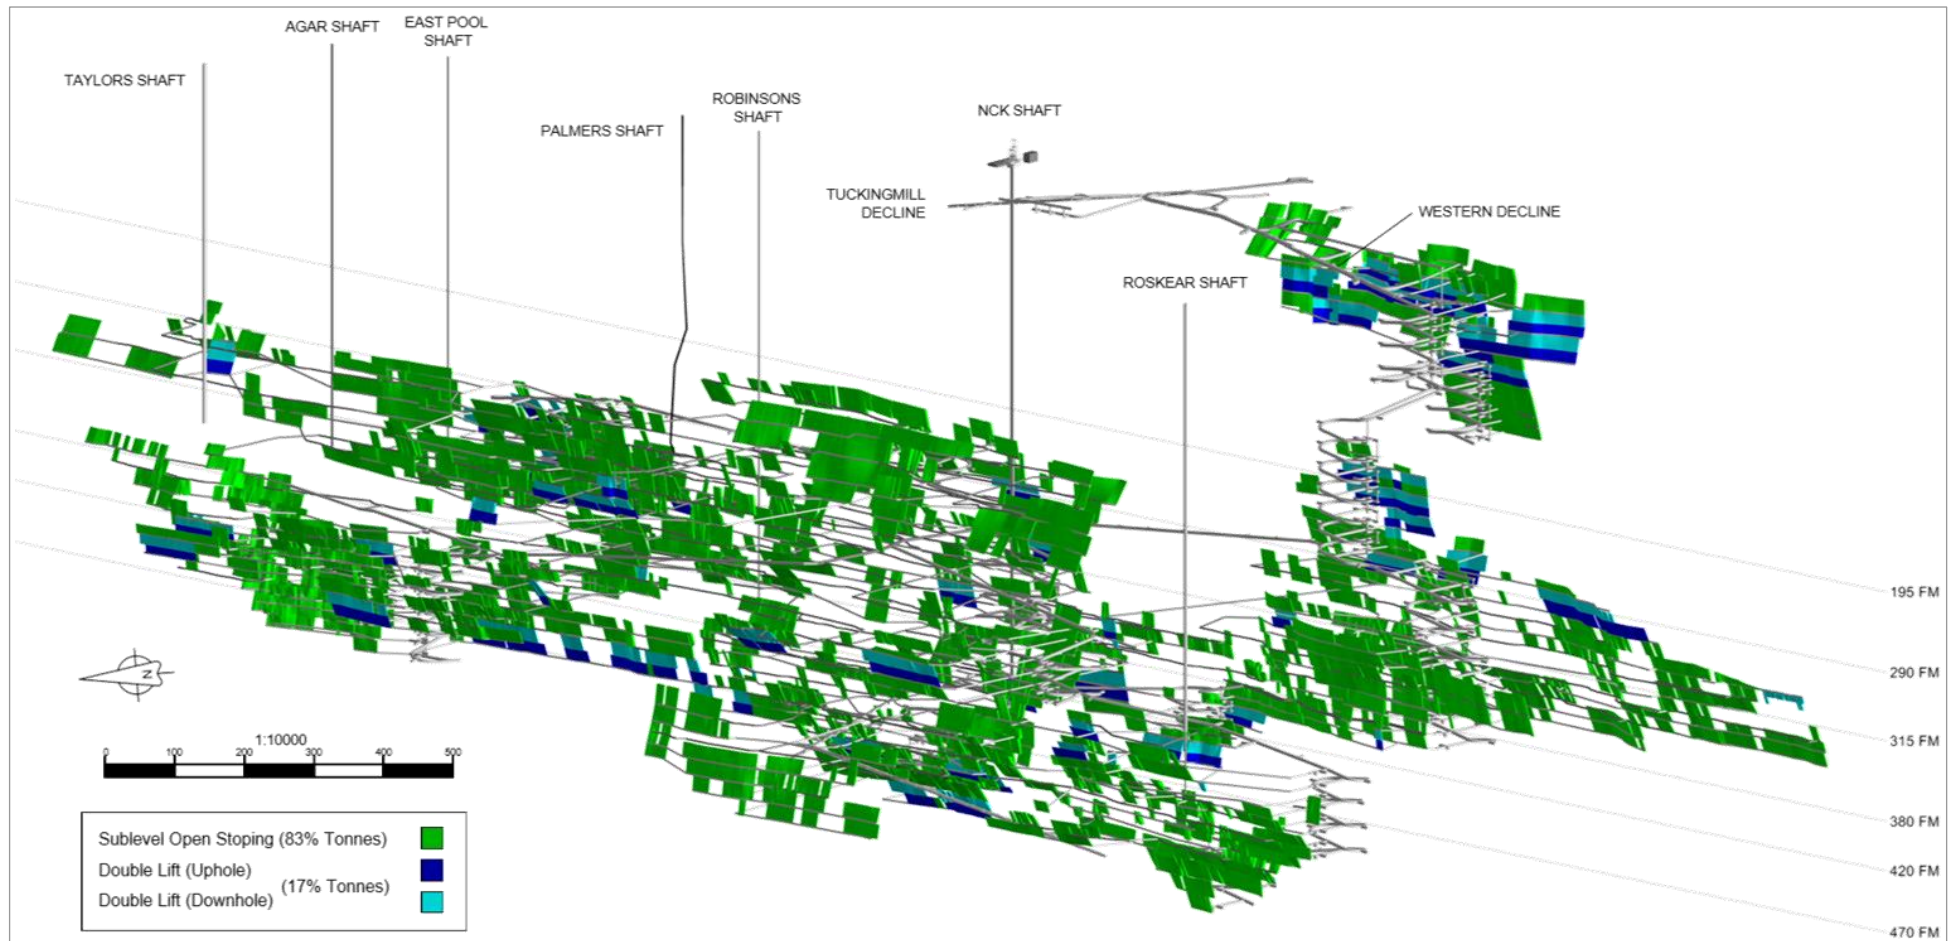 AGAR SHAFT
EAST POOL
SHAFT
TAYLORS SHAFT
ROBINSONS
SHAFT
NCK SHAFT
PALMERS SHAFT
TUCKINGMILL
DECLINE
WESTERN DECLINE
ROSKEAR SHAFT
195 FM
290 FM
315 FM
380 FM
420 FM
470 FM
N
1:10000
0 100 200 300 400 500
Sublevel Open Stoping (83% Tonnes)
Double Lift (Uphole)
(17% Tonnes)
Double Lift (Downhole)